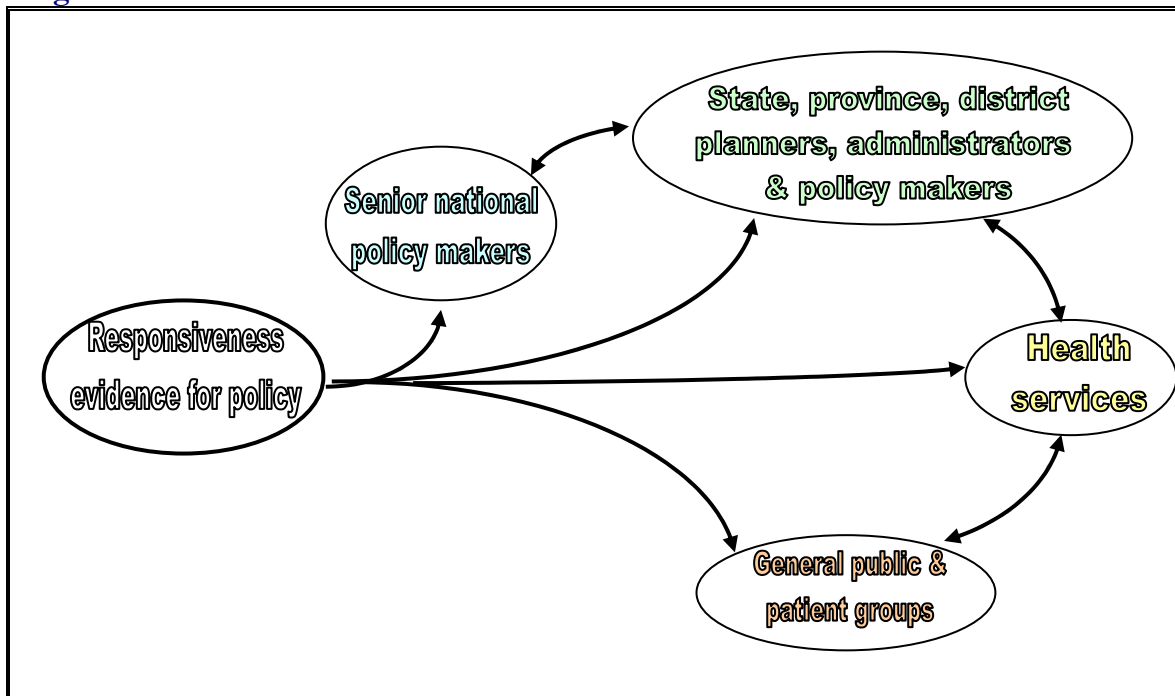 State, province, district
planners, administrators
& policy makers
Senior national
policy makers
Responsiveness
evidence for policy
Health
services
General public &
patient groups